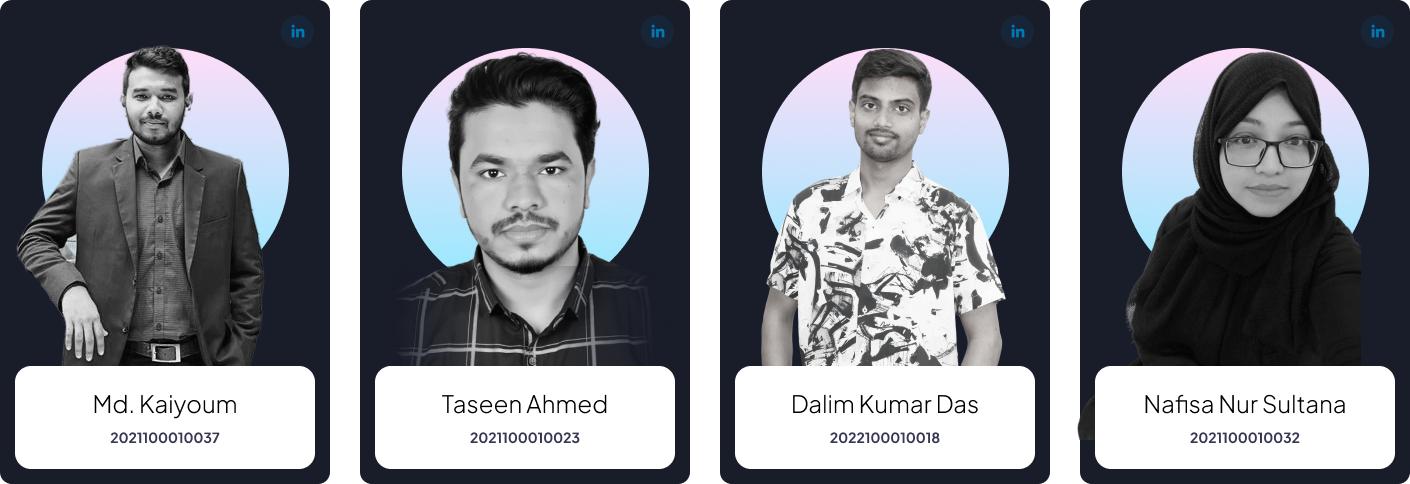 in
in
in
in
Md. Kaiyoum
2021100010037
Taseen Ahmed
2021100010023
Dalim Kumar Das
2022100010018
Nafisa Nur Sultana
2021100010032